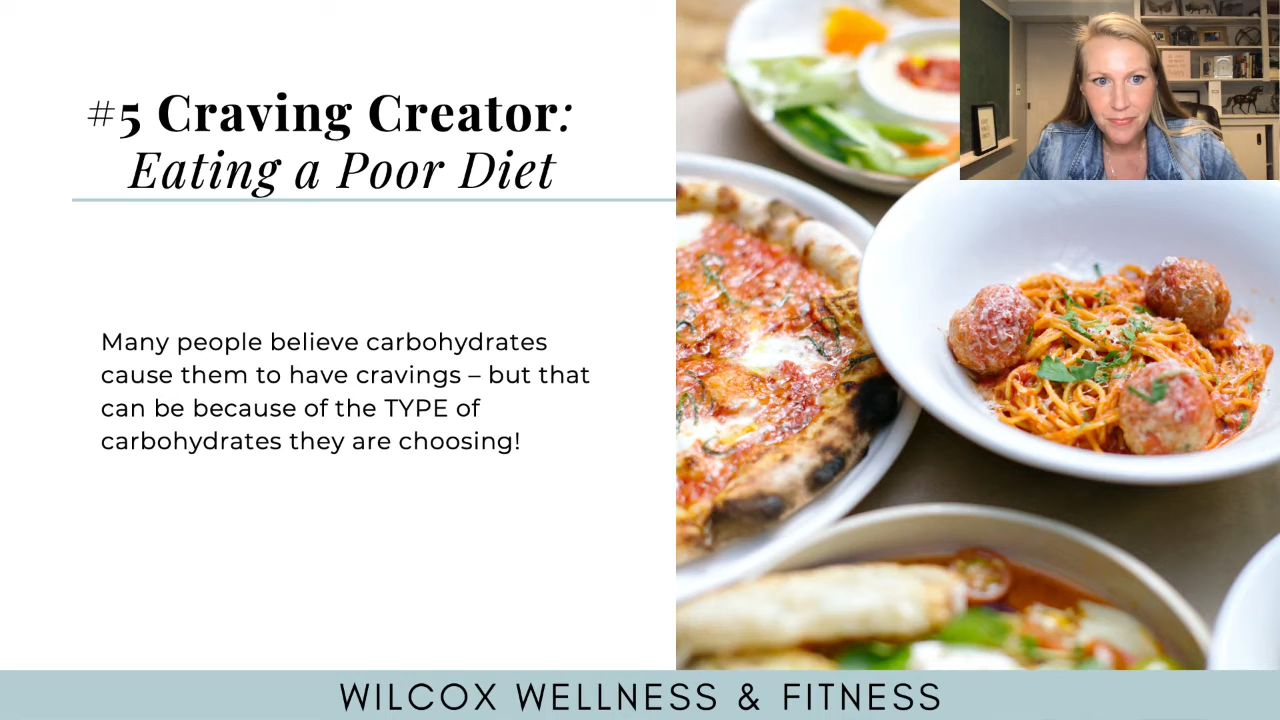 #5 Craving Creator:
Eating a Poor Diet
Many people believe carbohydrates
cause them to have cravings – but that
can be because of the TYPE of
carbohydrates they are choosing!
WILCOX WELLNESS & FITNESS